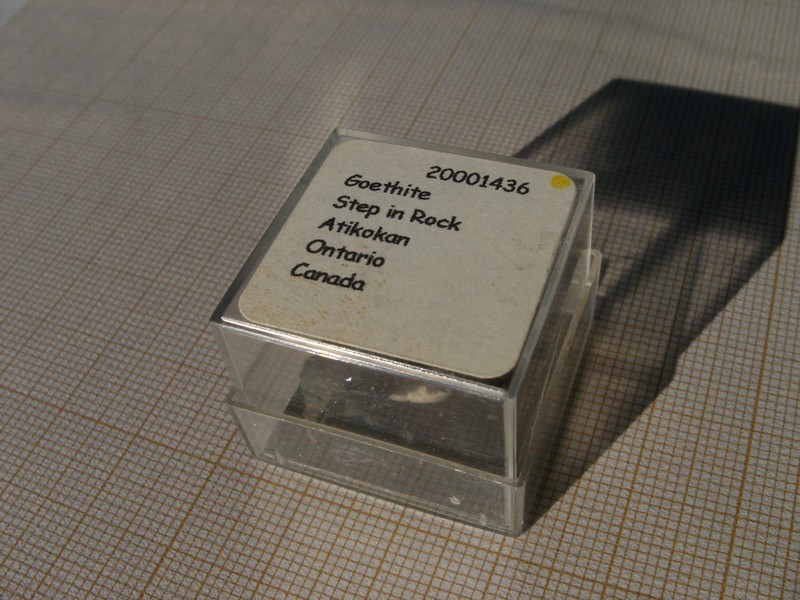 20001436
Goethite
Step in Rock
Atikokan
Ontario
Canada